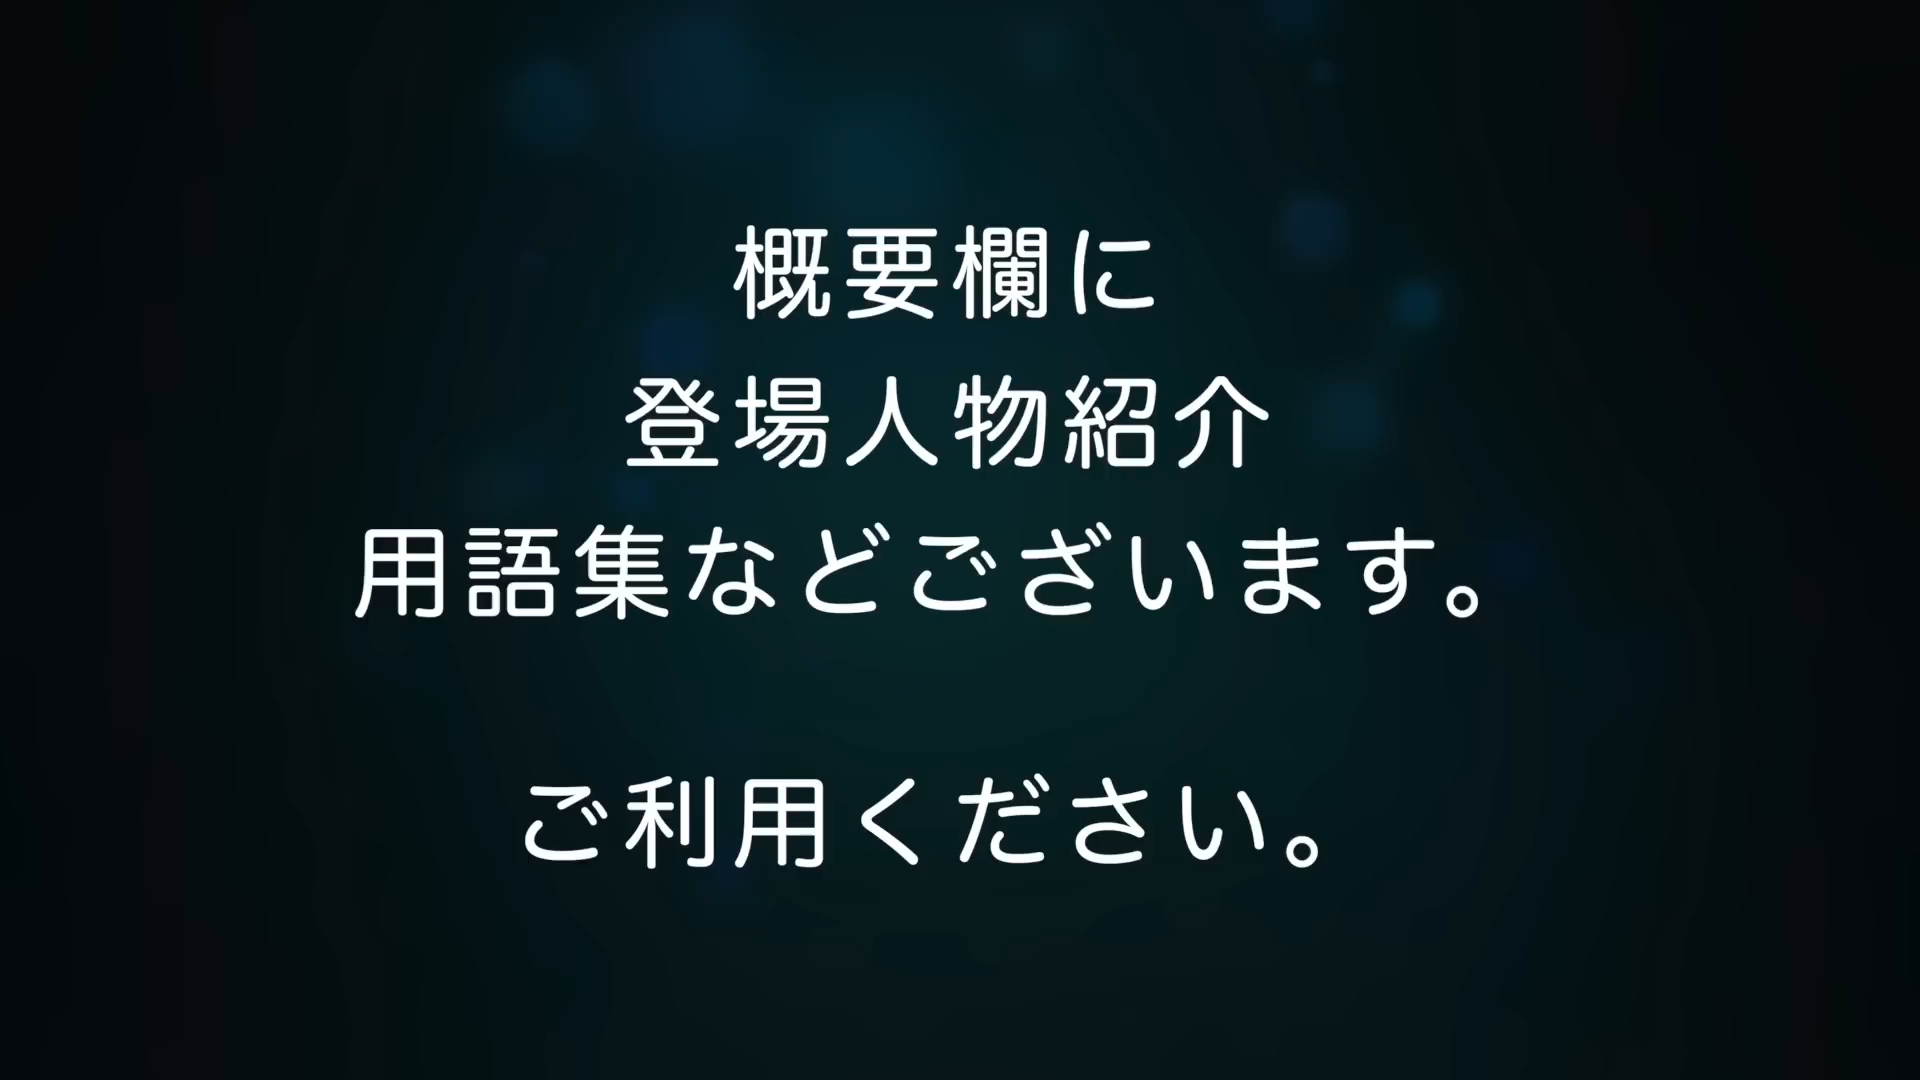 概要欄に
登場人物紹介
用語集などございます。
ご利用ください。